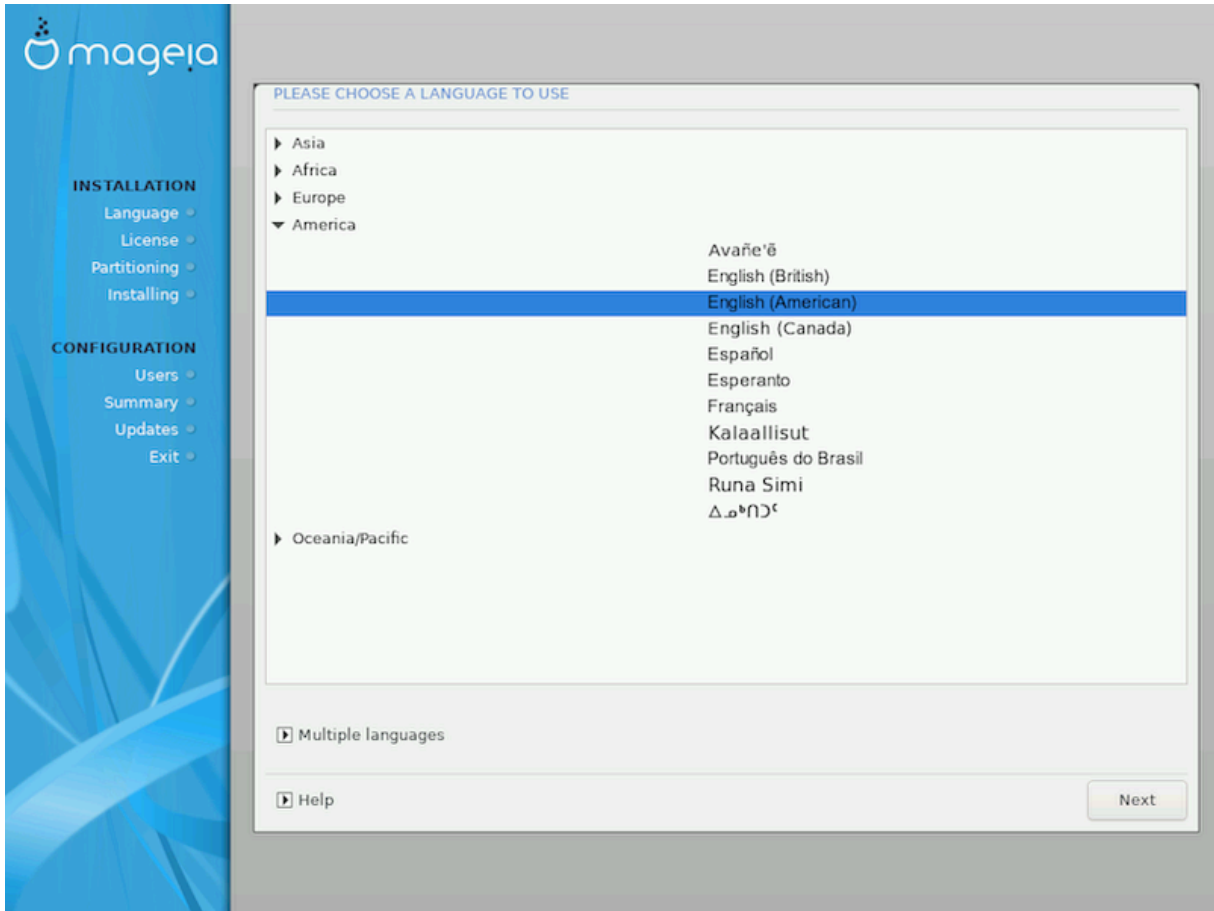 mageia
INSTALLATION
Language
License
Partitioning
Installing
CONFIGURATION
Users
Summary
Updates
Exit
PLEASE CHOOSE A LANGUAGE TO USE
Asia
Africa
Europe
America
Avañe'ẽ
English (British)
English (American)
English (Canada)
Español
Esperanto
Français
Kalaallisut
Português do Brasil
Runa Simi
ᐃᓄᒃᑎᑐᑦ
Oceania/Pacific
Multiple languages
Help
Next